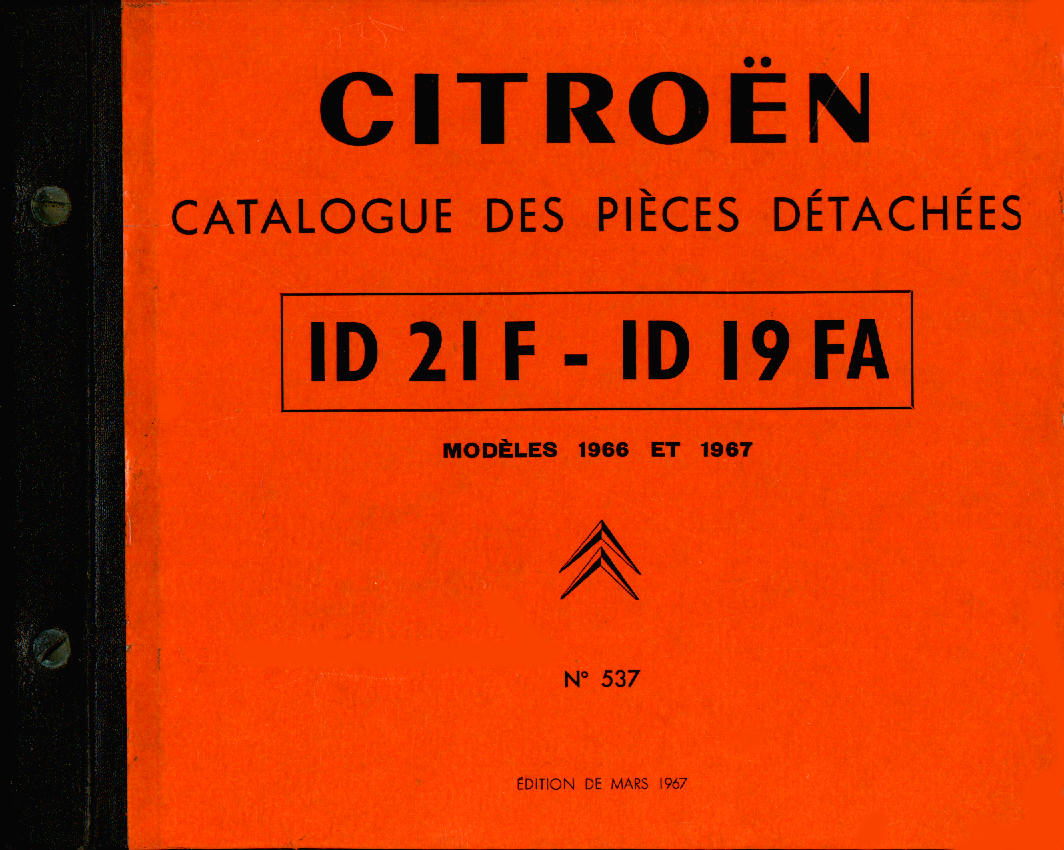 CITROËN
CATALOGUE DES PIÈCES DÉTACHÉES
ID 21 F - ID 19 FA
MODÈLES 1966 ET 1967
N° 537
ÉDITION DE MARS 1967